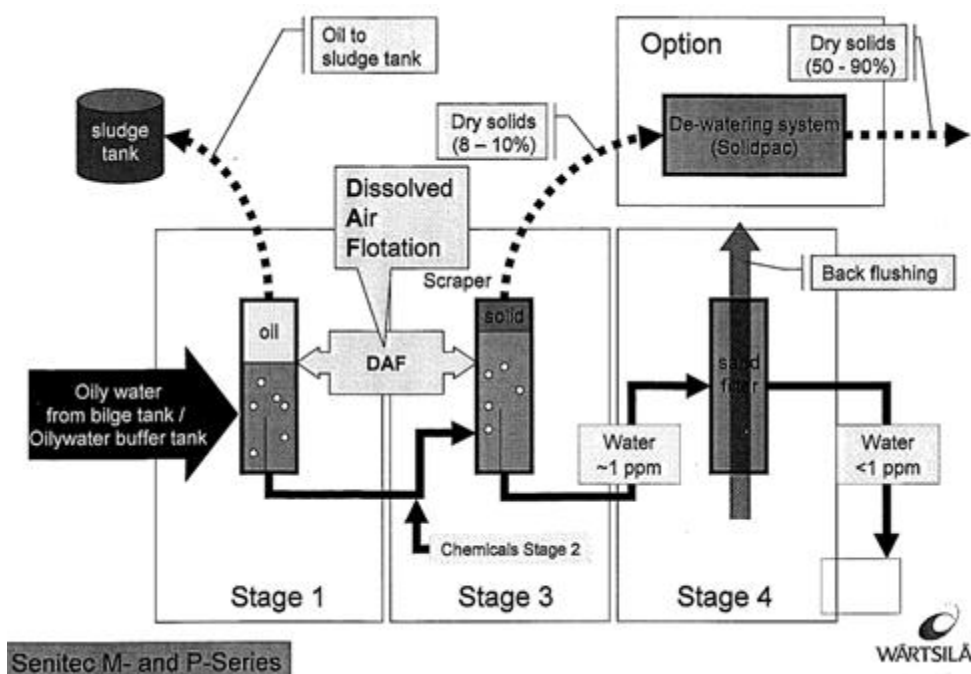 Oil to
sludge tank
Option
Dry solids
(50 - 90%)
sludge
tank
Dry solids
(8 – 10%)
De-watering system
(Solidpac)
Dissolved
Air
Flotation
Scraper
Back flushing
oil
solid
DAF
sand
filter
Oily water
from bilge tank /
Oilywater buffer tank
Water
~1 ppm
Water
<1 ppm
Chemicals Stage 2
Stage 1
Stage 3
Stage 4
WÄRTSILÄ
Senitec M- and P-Series